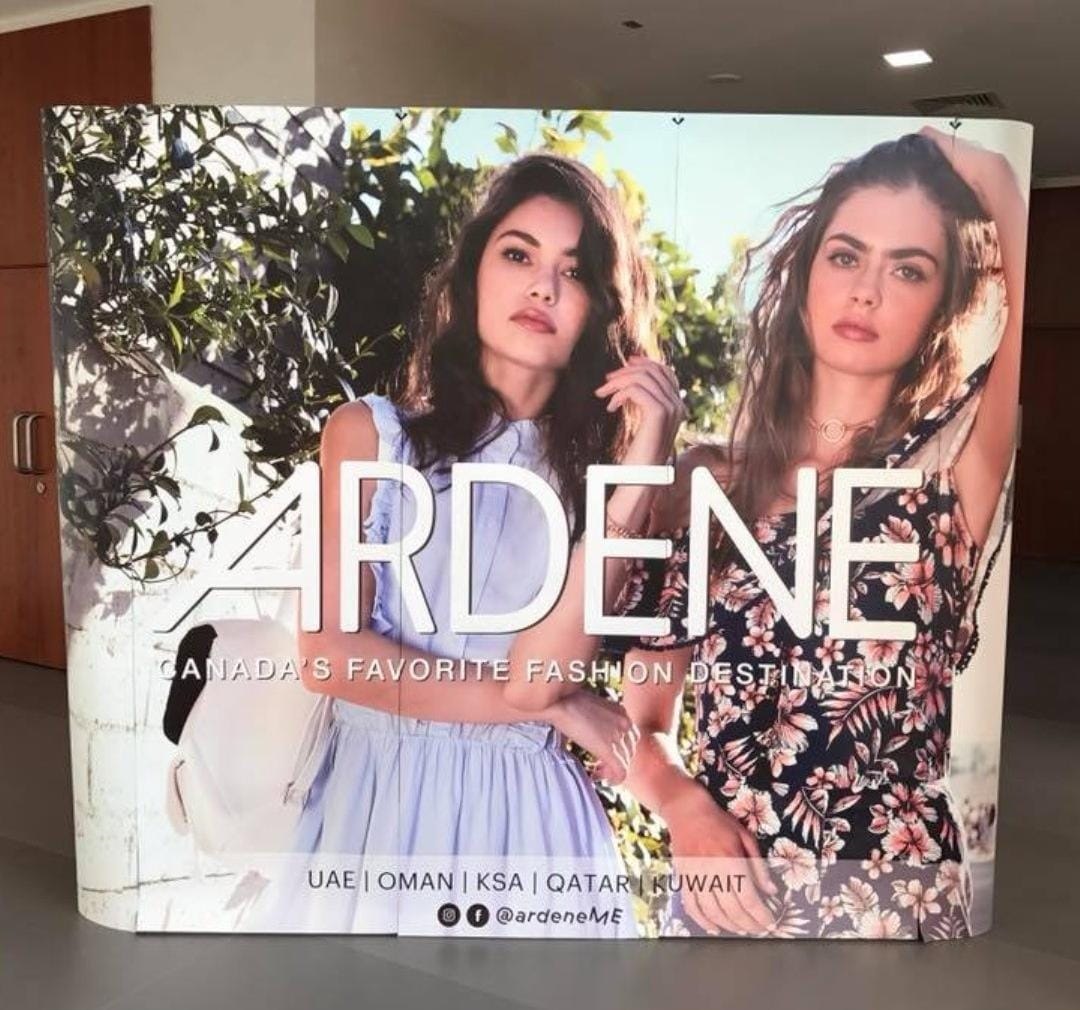 ARDENE
CANADA'S FAVORITE FASHION DESTINATION
UAE | OMAN | KSA | QATAR | KUWAIT
@ardeneME